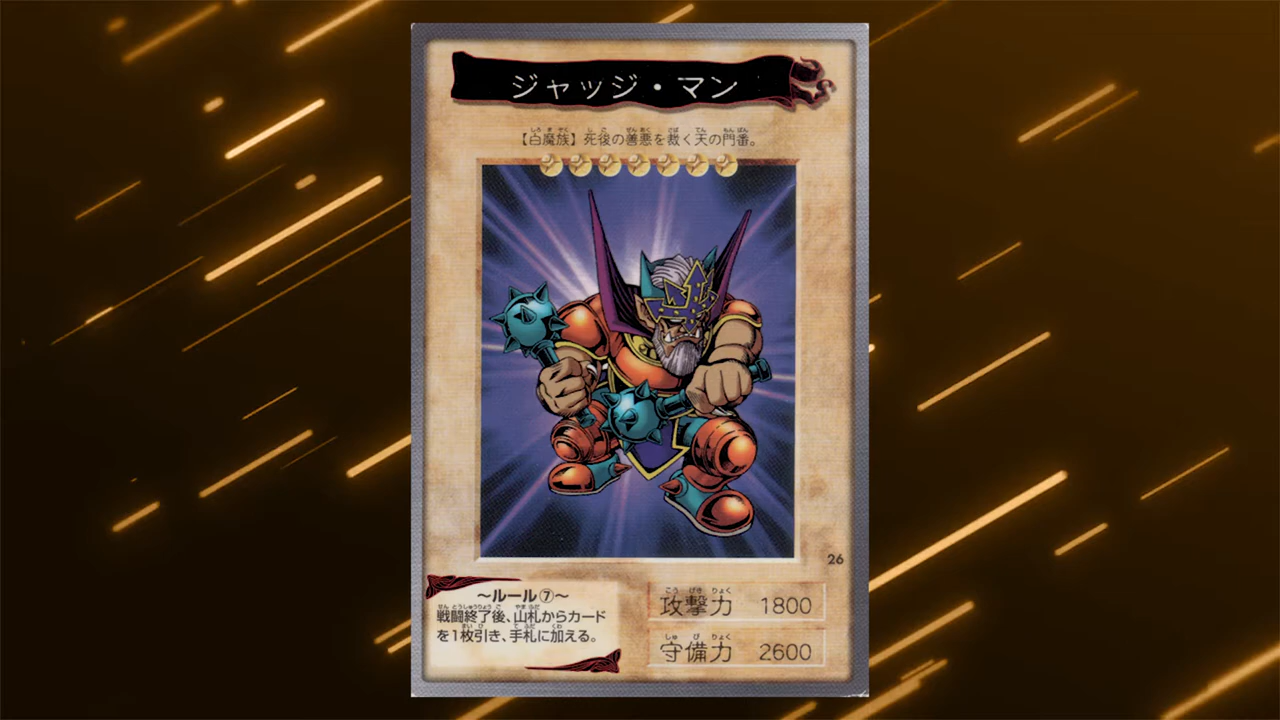 ジャッジ・マン
【白魔族】死後の善悪を裁く天の門番。
26
~ルール⑦~
戦闘終了後、山札からカード
を1枚引き、手札に加える。
攻撃力 1800
守備力 2600